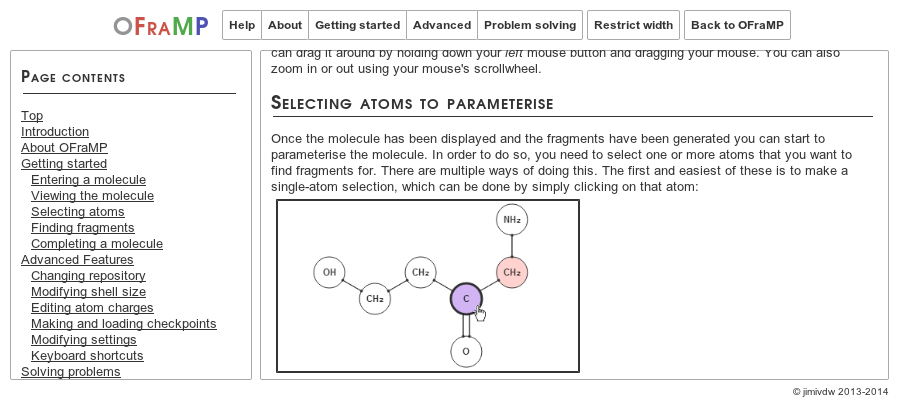 OFraMP
Help
About
Getting started
Advanced
Problem solving
Restrict width
Back to OFraMP
Page contents
Top
Introduction
About OFraMP
Getting started
Entering a molecule
Viewing the molecule
Selecting atoms
Finding fragments
Completing a molecule
Advanced Features
Changing repository
Modifying shell size
Editing atom charges
Making and loading checkpoints
Modifying settings
Keyboard shortcuts
Solving problems
can drag it around by holding down your left mouse button and dragging your mouse. You can also
zoom in or out using your mouse's scrollwheel.
Selecting atoms to parameterise
Once the molecule has been displayed and the fragments have been generated you can start to
parameterise the molecule. In order to do so, you need to select one or more atoms that you want to
find fragments for. There are multiple ways of doing this. The first and easiest of these is to make a
single-atom selection, which can be done by simply clicking on that atom:
NH₂
OH
CH₂
CH₂
CH₂
C
O
© jimivdw 2013-2014